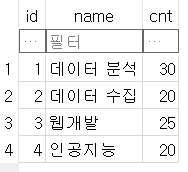 id name cnt
... 필터 ...
1 1 데이터 분석 30
2 2 데이터 수집 20
3 3 웹개발 25
4 4 인공지능 20